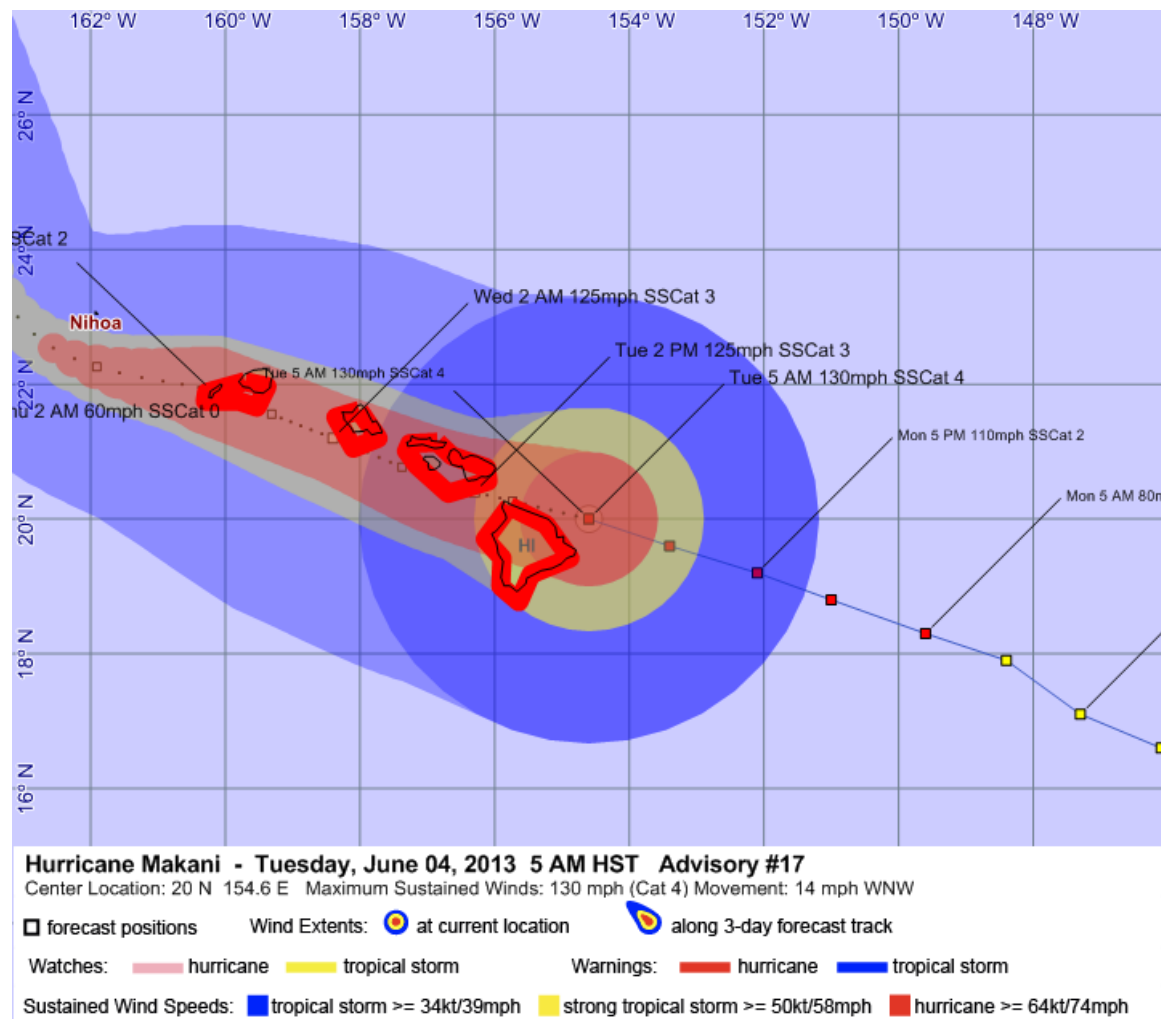 162° W 160° W 158° W 156° W 154° W 152° W 150° W 148° W
26° N
24° N
SSCat 2
Wed 2 AM 125mph SSCat 3
Nihoa
Tue 2 PM 125mph SSCat 3
22° N
Tue 5 AM 130mph SSCat 4
Tue 5 AM 130mph SSCat 4
2 AM 60mph SSCat 0
Mon 5 PM 110mph SSCat 2
Mon 5 AM 80m
20° N
HI
18° N
16° N
Hurricane Makani - Tuesday, June 04, 2013 5 AM HST Advisory #17
Center Location: 20 N 154.6 E Maximum Sustained Winds: 130 mph (Cat 4) Movement: 14 mph WNW
forecast positions Wind Extents: at current location along 3-day forecast track
Watches: hurricane tropical storm Warnings: hurricane tropical storm
Sustained Wind Speeds: tropical storm >= 34kt/39mph strong tropical storm >= 50kt/58mph hurricane >= 64kt/74mph